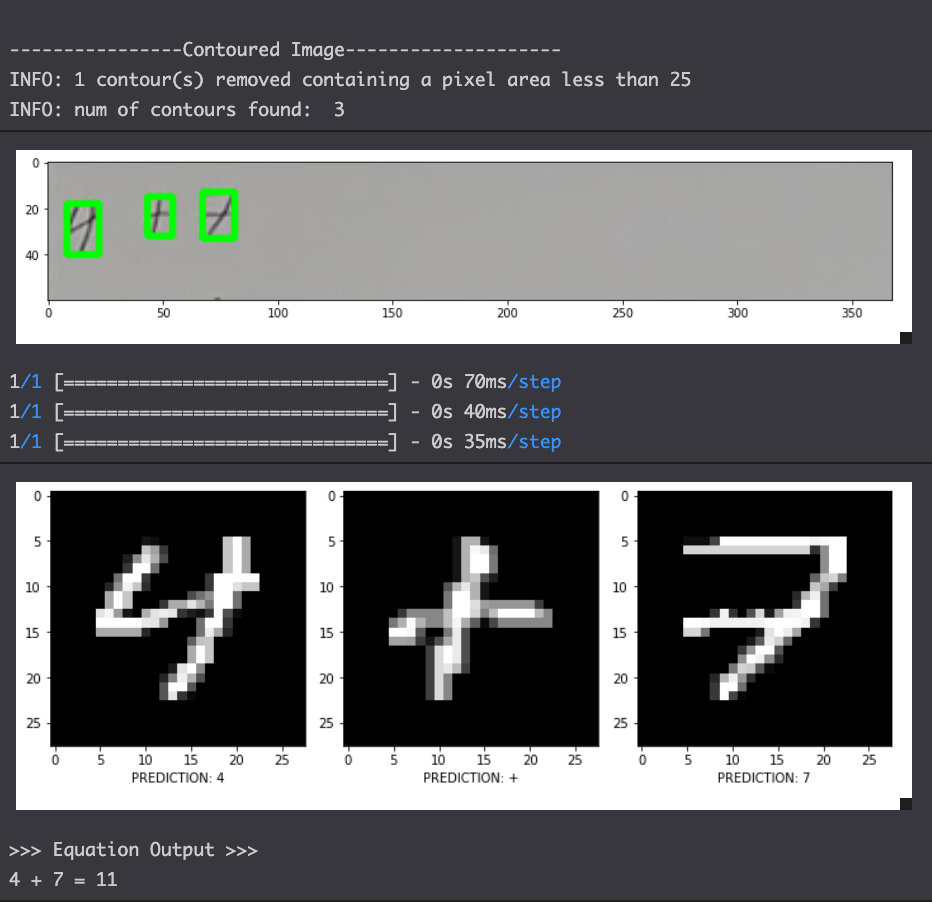 ----------------Contoured Image--------------------
INFO: 1 contour(s) removed containing a pixel area less than 25
INFO: num of contours found:  3
0
20
40
4 + 7
0 50 100 150 200 250 300 350
1/1 [==============================] - 0s 70ms/step
1/1 [==============================] - 0s 40ms/step
1/1 [==============================] - 0s 35ms/step
0 0 0
5 5 5
10 10 10
15 15 15
20 20 20
25 25 25
4 + 7
0 5 10 15 20 25 0 5 10 15 20 25 0 5 10 15 20 25
PREDICTION: 4 PREDICTION: + PREDICTION: 7
>>> Equation Output >>>
4 + 7 = 11